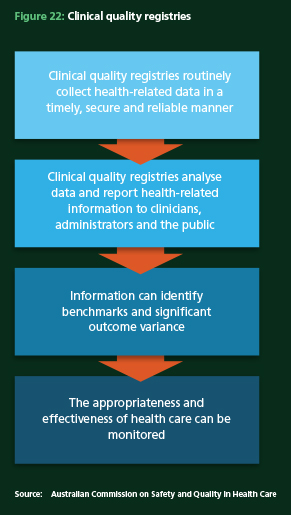 Figure 22: Clinical quality registries
Clinical quality registries routinely
collect health-related data in a
timely, secure and reliable manner
Clinical quality registries analyse
data and report health-related
information to clinicians,
administrators and the public
Information can identify
benchmarks and significant
outcome variance
The appropriateness and
effectiveness of health care can be
monitored
Source: Australian Commission on Safety and Quality in Health Care